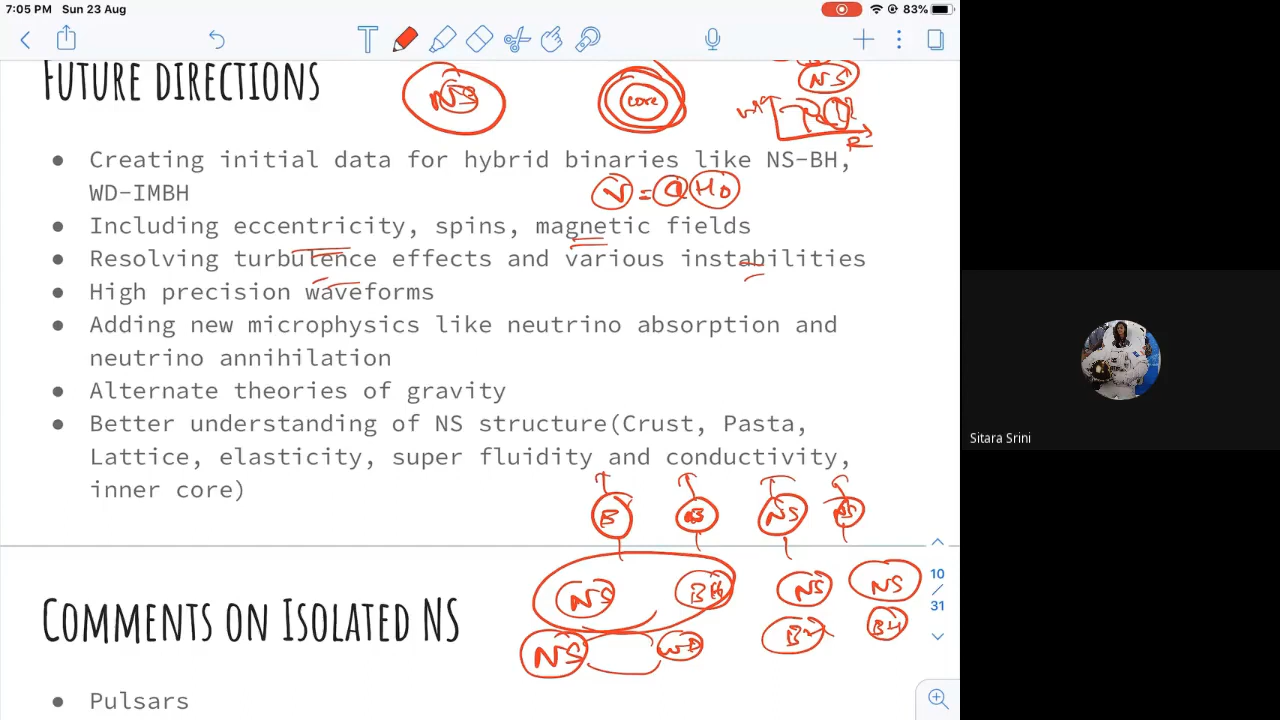 7:05 PM Sun 23 Aug
83%
FUTURE DIRECTIONS
NS
core
NS
R
● Creating initial data for hybrid binaries like NS-BH,
WD-IMBH
V = a H0
● Including eccentricity, spins, magnetic fields
● Resolving turbulence effects and various instabilities
● High precision waveforms
● Adding new microphysics like neutrino absorption and
neutrino annihilation
● Alternate theories of gravity
● Better understanding of NS structure(Crust, Pasta,
Lattice, elasticity, super fluidity and conductivity,
inner core)
B NS NS
NS BH NS NS
COMMENTS ON ISOLATED NS
NS WD BH BH
● Pulsars
10
/
31
Sitara Srini